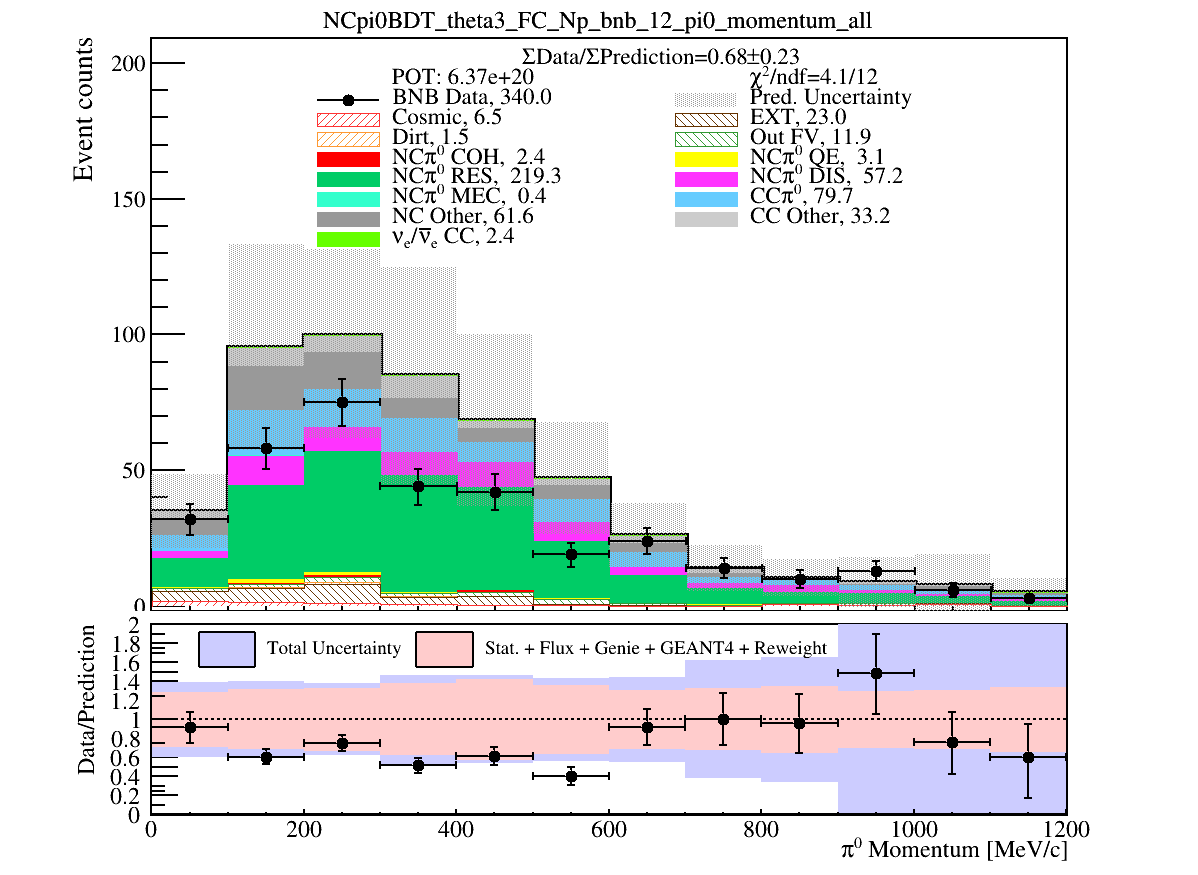 NCpi0BDT_theta3_FC_Np_bnb_12_pi0_momentum_all
ΣData/ΣPrediction=0.68±0.23
POT: 6.37e+20
χ²/ndf=4.1/12
BNB Data, 340.0
Pred. Uncertainty
Cosmic, 6.5
EXT, 23.0
Dirt, 1.5
Out FV, 11.9
NCπ⁰ COH, 2.4
NCπ⁰ QE, 3.1
NCπ⁰ RES, 219.3
NCπ⁰ DIS, 57.2
NCπ⁰ MEC, 0.4
CCπ⁰, 79.7
NC Other, 61.6
CC Other, 33.2
νₑ/ν̄ₑ CC, 2.4
Event counts
200
150
100
50
0
Total Uncertainty
Stat. + Flux + Genie + GEANT4 + Reweight
Data/Prediction
2
1.8
1.6
1.4
1.2
1
0.8
0.6
0.4
0.2
0
0 200 400 600 800 1000 1200
π⁰ Momentum [MeV/c]